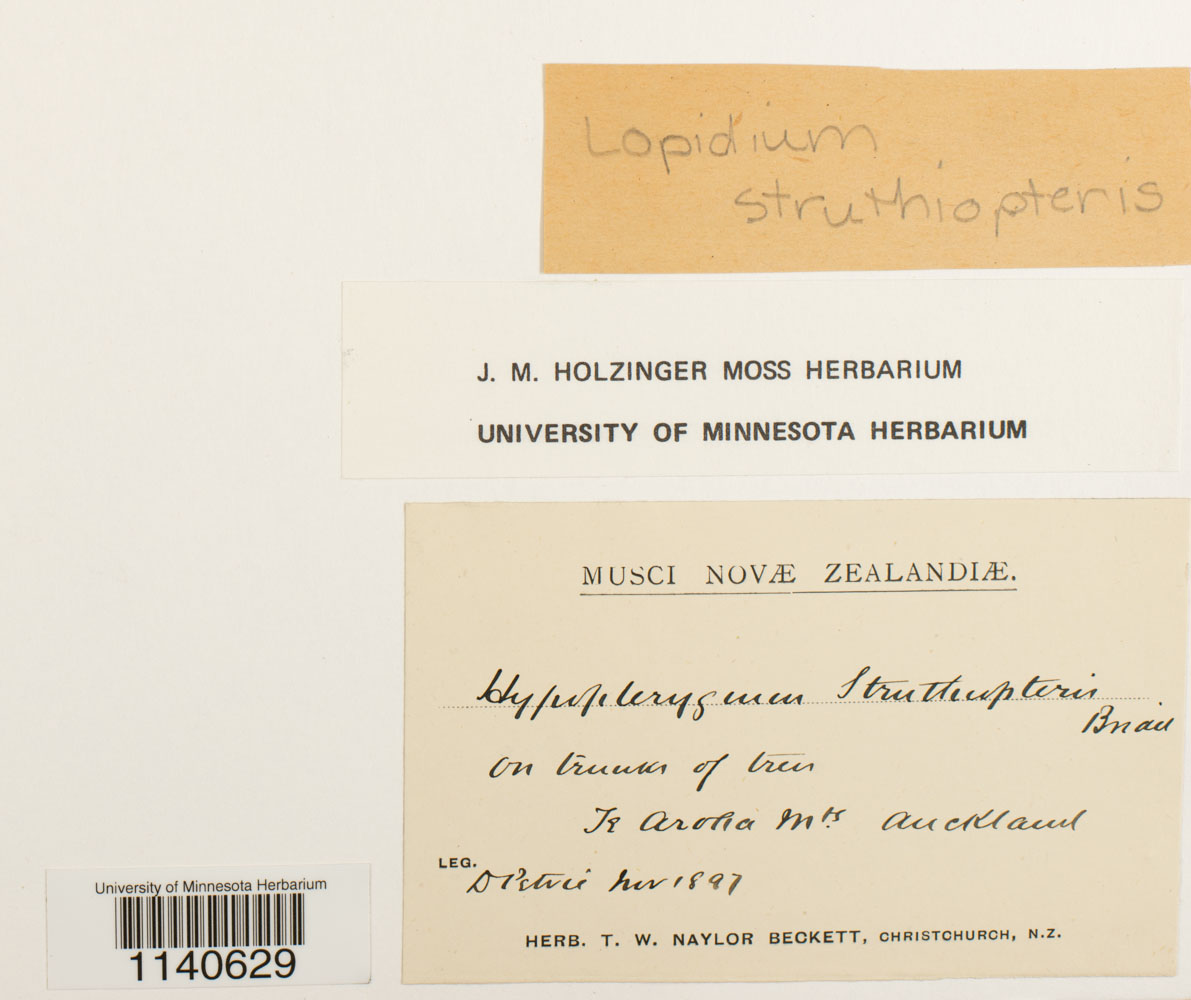 Lopidium
struthiopteris
J. M. HOLZINGER MOSS HERBARIUM
UNIVERSITY OF MINNESOTA HERBARIUM
MUSCI NOVÆ ZEALANDIÆ.
Hypopterygium Struthiopteris
Brid
on trunks of trees
Te Aroha Mts Auckland
LEG.
D Petrie Nov 1897
HERB. T. W. NAYLOR BECKETT, CHRISTCHURCH, N.Z.
University of Minnesota Herbarium
1140629